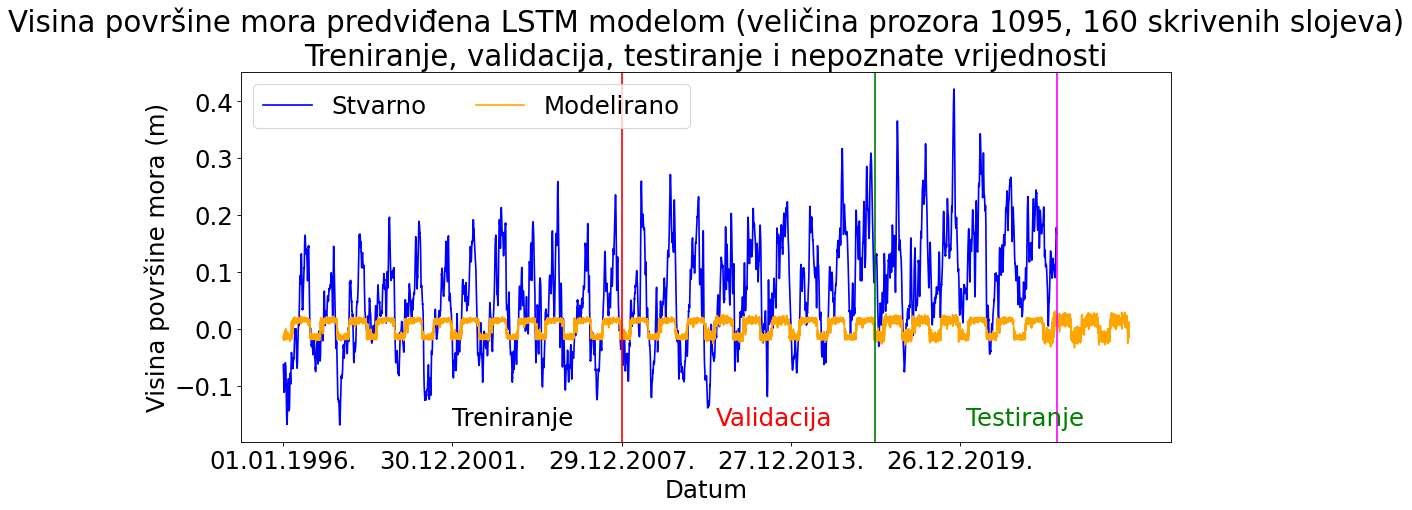 Visina površine mora predviđena LSTM modelom (veličina prozora 1095, 160 skrivenih slojeva)
Treniranje, validacija, testiranje i nepoznate vrijednosti
Stvarno Modelirano
Visina površine mora (m)
0.4
0.3
0.2
0.1
0.0
−0.1
Treniranje Validacija Testiranje
01.01.1996. 30.12.2001. 29.12.2007. 27.12.2013. 26.12.2019.
Datum